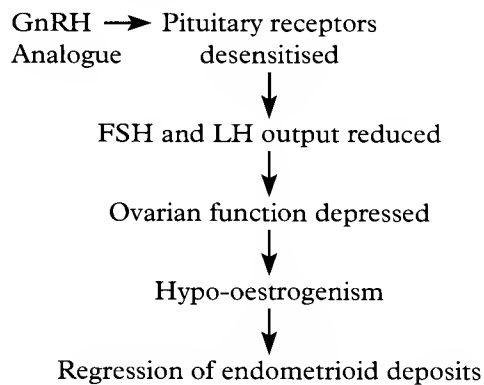 GnRH → Pituitary receptors
Analogue desensitised
FSH and LH output reduced
Ovarian function depressed
Hypo-oestrogenism
Regression of endometrioid deposits